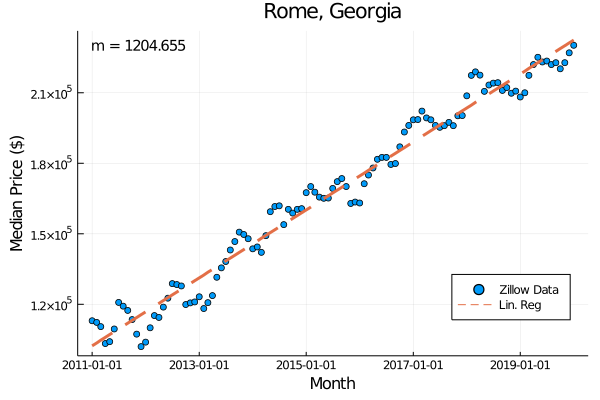 Rome, Georgia
m = 1204.655
Median Price ($)
2.1×10⁵
1.8×10⁵
1.5×10⁵
1.2×10⁵
Zillow Data
Lin. Reg
2011-01-01 2013-01-01 2015-01-01 2017-01-01 2019-01-01
Month